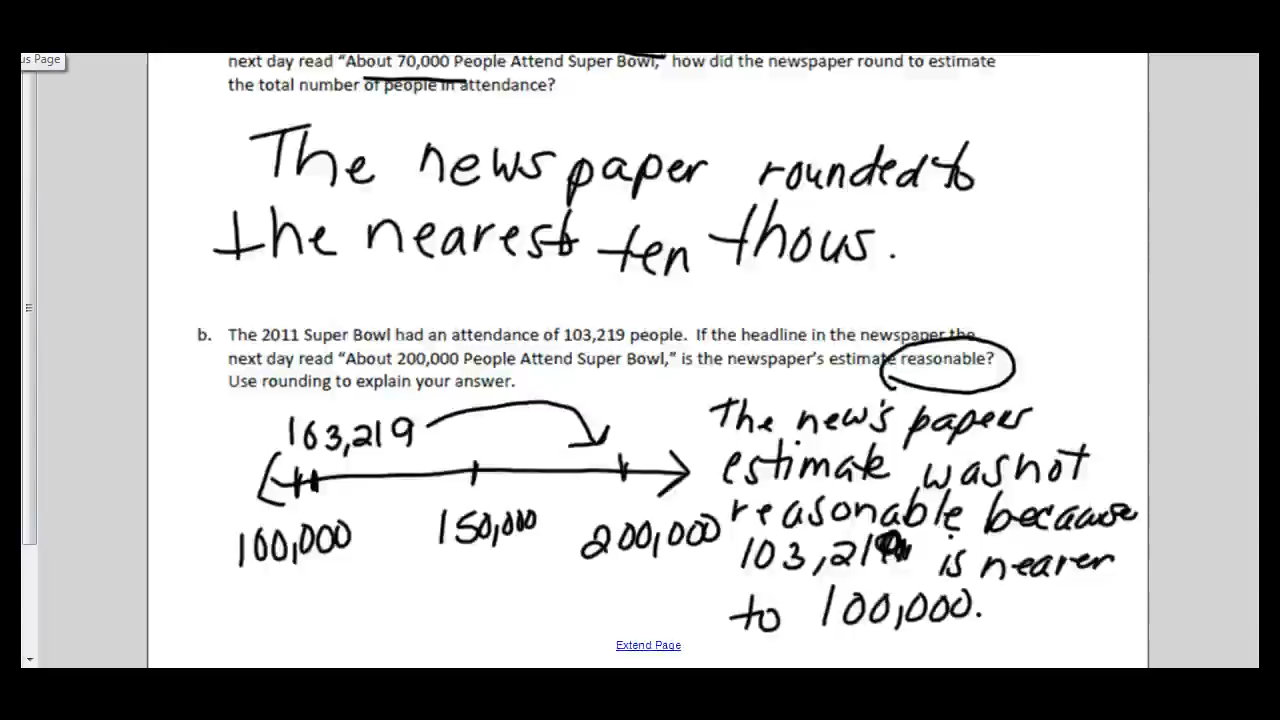 us Page
next day read “About 70,000 People Attend Super Bowl,” how did the newspaper round to estimate
the total number of people in attendance?
The newspaper rounded to
the nearest ten thous.
b. The 2011 Super Bowl had an attendance of 103,219 people. If the headline in the newspaper the
next day read “About 200,000 People Attend Super Bowl,” is the newspaper’s estimate reasonable?
Use rounding to explain your answer.
103,219
100,000 150,000 200,000
The new's papers
estimate was not
reasonable because
103,219 is nearer
to 100,000.
Extend Page